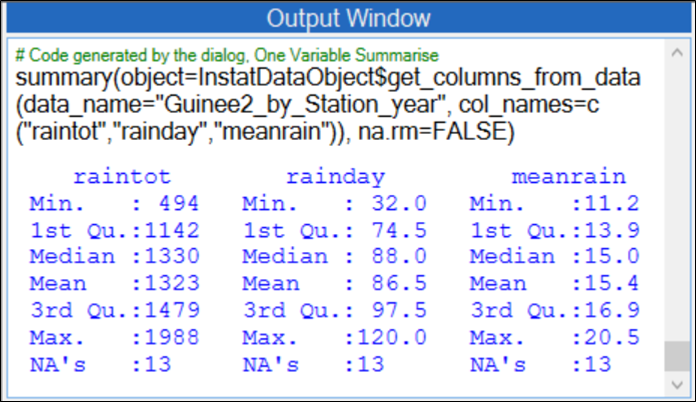 Output Window
# Code generated by the dialog, One Variable Summarise
summary(object=InstatDataObject$get_columns_from_data
(data_name="Guinee2_by_Station_year", col_names=c
("raintot","rainday","meanrain")), na.rm=FALSE)
raintot rainday meanrain
Min. : 494 Min. : 32.0 Min. :11.2
1st Qu.:1142 1st Qu.: 74.5 1st Qu.:13.9
Median :1330 Median : 88.0 Median :15.0
Mean :1323 Mean : 86.5 Mean :15.4
3rd Qu.:1479 3rd Qu.: 97.5 3rd Qu.:16.9
Max. :1988 Max. :120.0 Max. :20.5
NA's :13 NA's :13 NA's :13